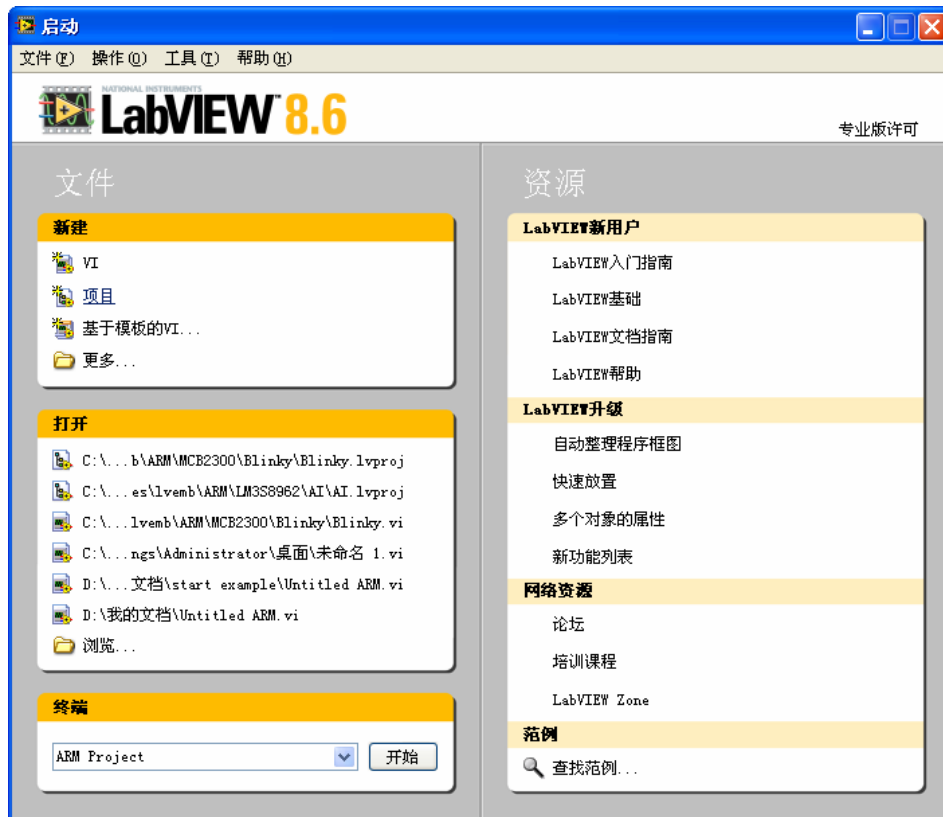 启动
文件(F) 操作(O) 工具(T) 帮助(H)
NATIONAL INSTRUMENTS
LabVIEW™ 8.6
专业版许可
文件
新建
VI
项目
基于模板的VI...
更多...
打开
C:\...b\ARM\MCB2300\Blinky\Blinky.lvproj
C:\...es\lvemb\ARM\LM3S8962\AI\AI.lvproj
C:\...lvemb\ARM\MCB2300\Blinky\Blinky.vi
C:\...ngs\Administrator\桌面\未命名 1.vi
D:\...文档\start example\Untitled ARM.vi
D:\我的文档\Untitled ARM.vi
浏览...
终端
ARM Project
开始
资源
LabVIEW新用户
LabVIEW入门指南
LabVIEW基础
LabVIEW文档指南
LabVIEW帮助
LabVIEW升级
自动整理程序框图
快速放置
多个对象的属性
新功能列表
网络资源
论坛
培训课程
LabVIEW Zone
范例
查找范例...